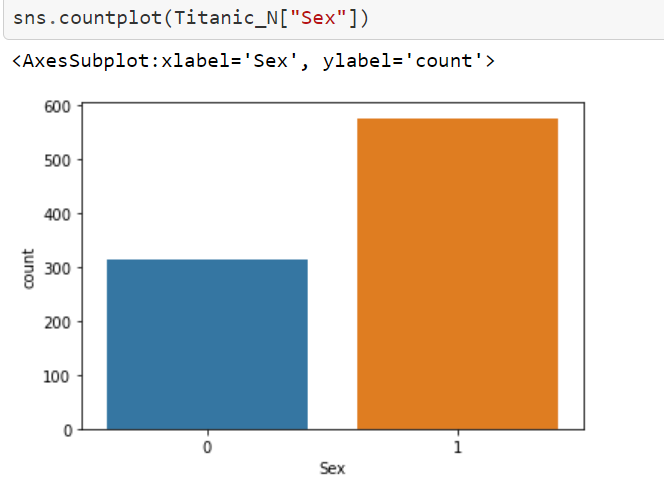 sns.countplot(Titanic_N["Sex"])
<AxesSubplot:xlabel='Sex', ylabel='count'>
600
500
400
300
200
100
0
count
0 1
Sex